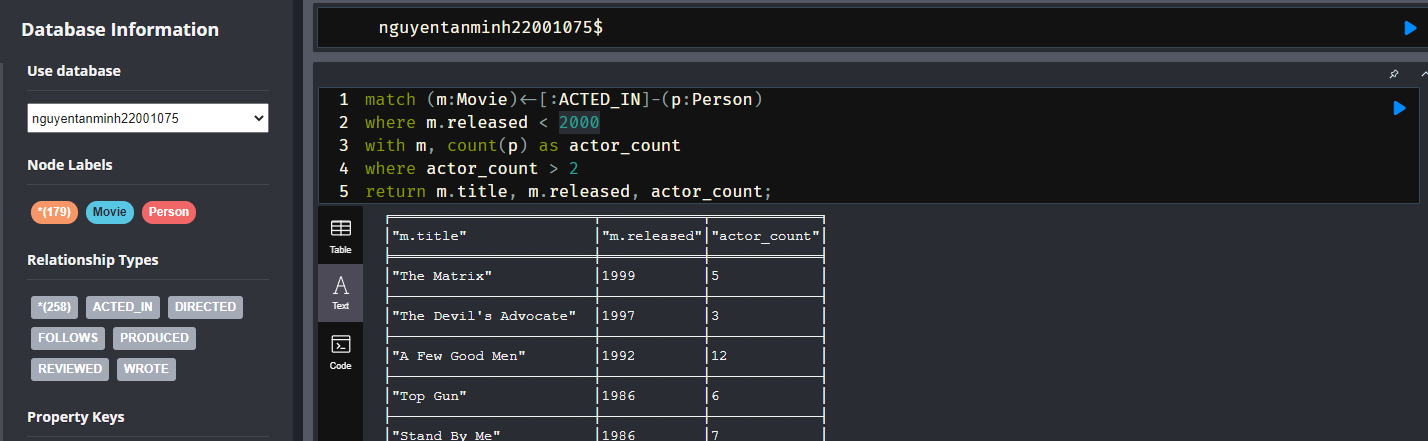 Database Information
Use database
nguyentanminh22001075
Node Labels
*(179) Movie Person
Relationship Types
*(258) ACTED_IN DIRECTED
FOLLOWS PRODUCED
REVIEWED WROTE
Property Keys
nguyentanminh22001075$
1 match (m:Movie)<-[:ACTED_IN]-(p:Person)
2 where m.released < 2000
3 with m, count(p) as actor_count
4 where actor_count > 2
5 return m.title, m.released, actor_count;
Table
Text
Code
"m.title" "m.released" "actor_count"
"The Matrix" 1999 5
"The Devil's Advocate" 1997 3
"A Few Good Men" 1992 12
"Top Gun" 1986 6
"Stand By Me" 1986 7